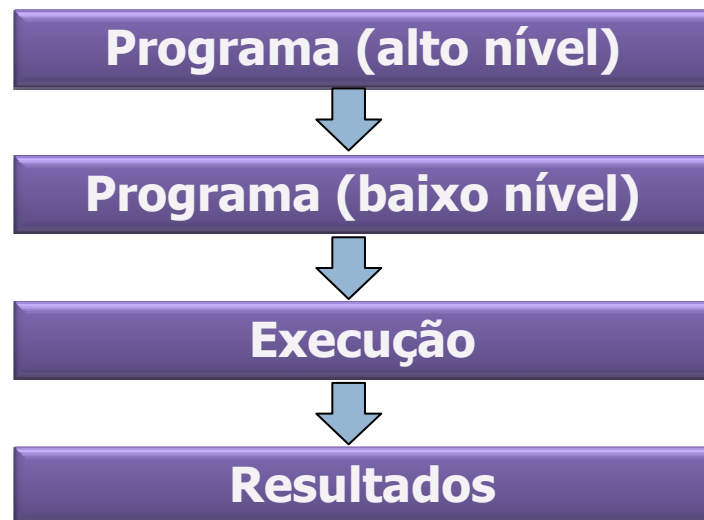 Programa (alto nível)
Programa (baixo nível)
Execução
Resultados